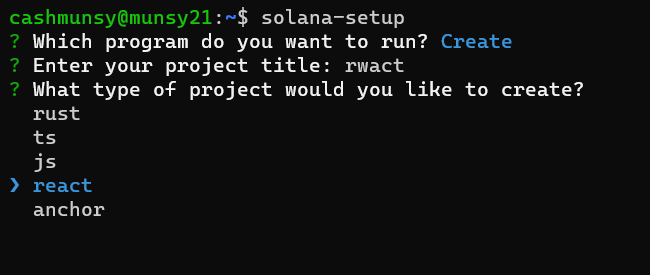 cashmunsy@munsy21:~$ solana-setup
? Which program do you want to run? Create
? Enter your project title: rwact
? What type of project would you like to create?
rust
ts
js
❯ react
anchor